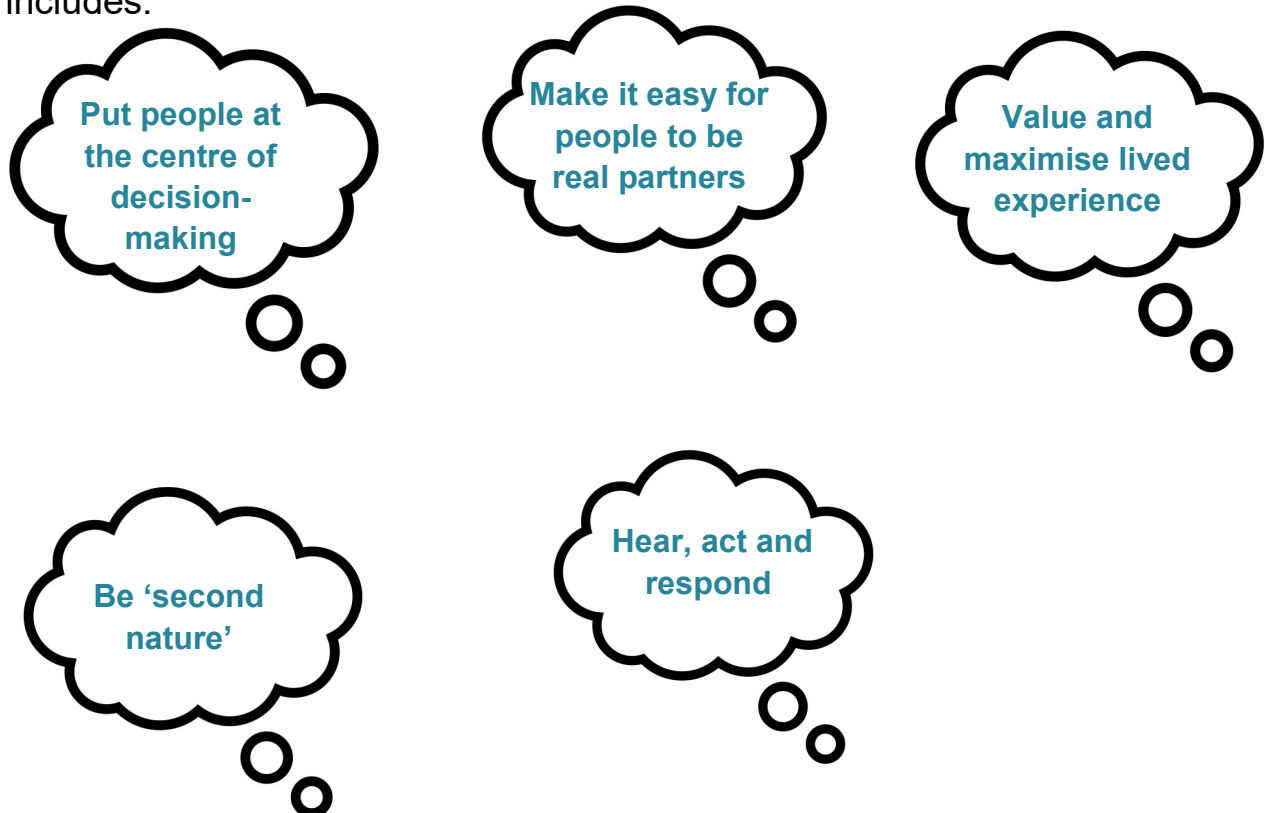 includes:
Put people at
the centre of
decision-
making
Make it easy for
people to be
real partners
Value and
maximise lived
experience
Be ‘second
nature’
Hear, act and
respond